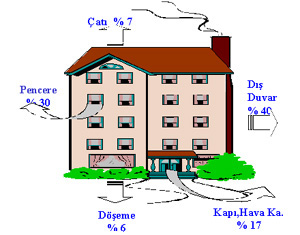 Çatı % 7
Pencere
% 30
Dış
Duvar
% 40
Döşeme
% 6
Kapı,Hava Ka.
% 17